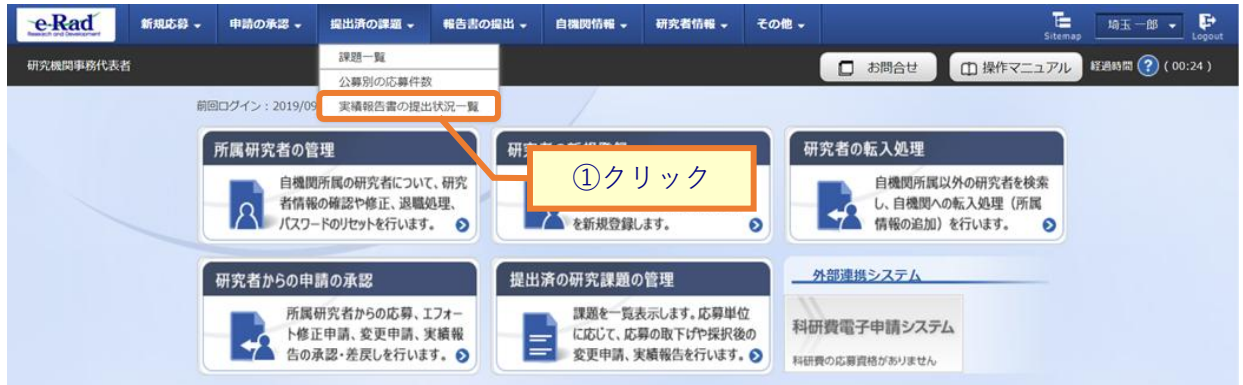 e-Rad
Research and Development
新規応募
申請の承認
提出済の課題
報告書の提出
自機関情報
研究者情報
その他
Sitemap
埼玉 一郎
Logout
研究機関事務代表者
課題一覧
公募別の応募件数
実績報告書の提出状況一覧
お問合せ
操作マニュアル
経過時間 ? ( 00:24 )
前回ログイン：2019/09
①クリック
所属研究者の管理
自機関所属の研究者について、研究
者情報の確認や修正、退職処理、
パスワードのリセットを行います。
を新規登録します。
研究者の転入処理
自機関所属以外の研究者を検索
し、自機関への転入処理（所属
情報の追加）を行います。
研究者からの申請の承認
所属研究者からの応募、エフォー
ト修正申請、変更申請、実績報
告の承認・差戻しを行います。
提出済の研究課題の管理
課題を一覧表示します。応募単位
に応じて、応募の取下げや採択後の
変更申請、実績報告を行います。
外部連携システム
科研費電子申請システム
科研費の応募資格がありません